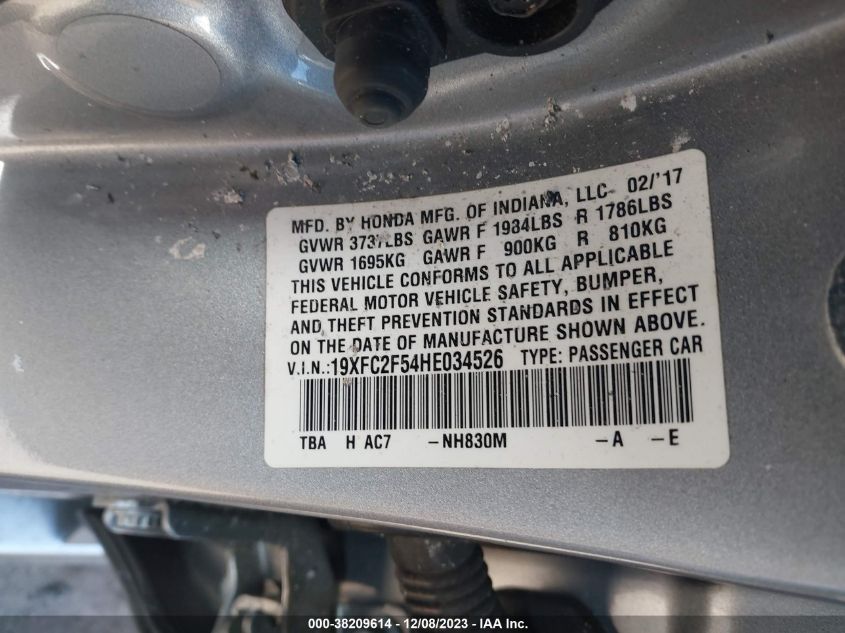 MFD. BY HONDA MFG. OF INDIANA, LLC 02/'17
GVWR 3737LBS GAWR F 1984LBS R 1786LBS
GVWR 1695KG GAWR F 900KG R 810KG
THIS VEHICLE CONFORMS TO ALL APPLICABLE
FEDERAL MOTOR VEHICLE SAFETY, BUMPER,
AND THEFT PREVENTION STANDARDS IN EFFECT
ON THE DATE OF MANUFACTURE SHOWN ABOVE.
V.I.N.:19XFC2F54HE034526 TYPE: PASSENGER CAR
TBA H AC7 -NH830M -A -E
000-38209614 - 12/08/2023 - IAA Inc.